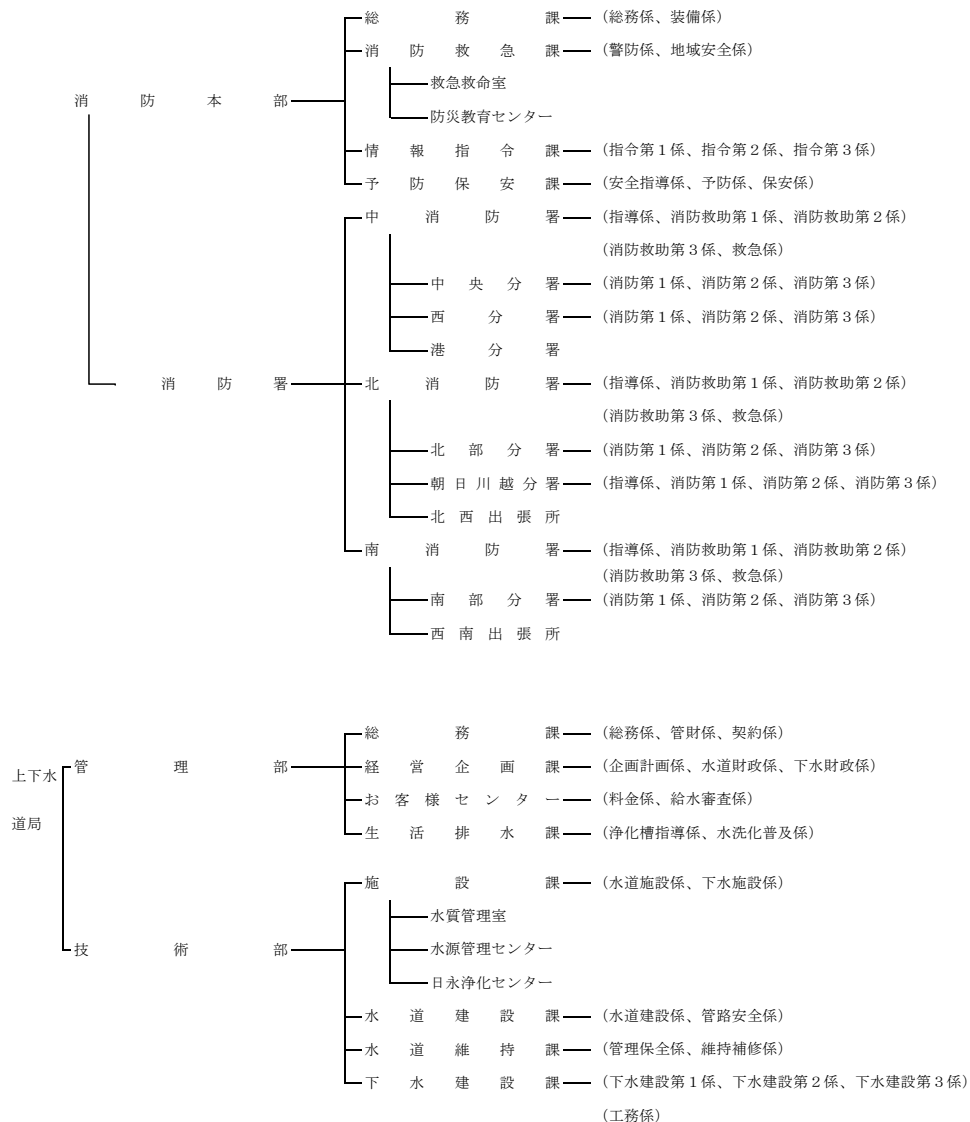 総務課 (総務係、装備係)
消防救急課 (警防係、地域安全係)
救急救命室
消防本部
防災教育センター
情報指令課 (指令第1係、指令第2係、指令第3係)
予防保安課 (安全指導係、予防係、保安係)
中消防署 (指導係、消防救助第1係、消防救助第2係)
(消防救助第3係、救急係)
中央分署 (消防第1係、消防第2係、消防第3係)
西分署 (消防第1係、消防第2係、消防第3係)
港分署
消防署 北消防署 (指導係、消防救助第1係、消防救助第2係)
(消防救助第3係、救急係)
北部分署 (消防第1係、消防第2係、消防第3係)
朝日川越分署 (指導係、消防第1係、消防第2係、消防第3係)
北西出張所
南消防署 (指導係、消防救助第1係、消防救助第2係)
(消防救助第3係、救急係)
南部分署 (消防第1係、消防第2係、消防第3係)
西南出張所
総務課 (総務係、管財係、契約係)
上下水
道局
管理部 経営企画課 (企画計画係、水道財政係、下水財政係)
お客様センター (料金係、給水審査係)
生活排水課 (浄化槽指導係、水洗化普及係)
施設課 (水道施設係、下水施設係)
水質管理室
技術部 水源管理センター
日永浄化センター
水道建設課 (水道建設係、管路安全係)
水道維持課 (管理保全係、維持補修係)
下水建設課 (下水建設第1係、下水建設第2係、下水建設第3係)
(工務係)